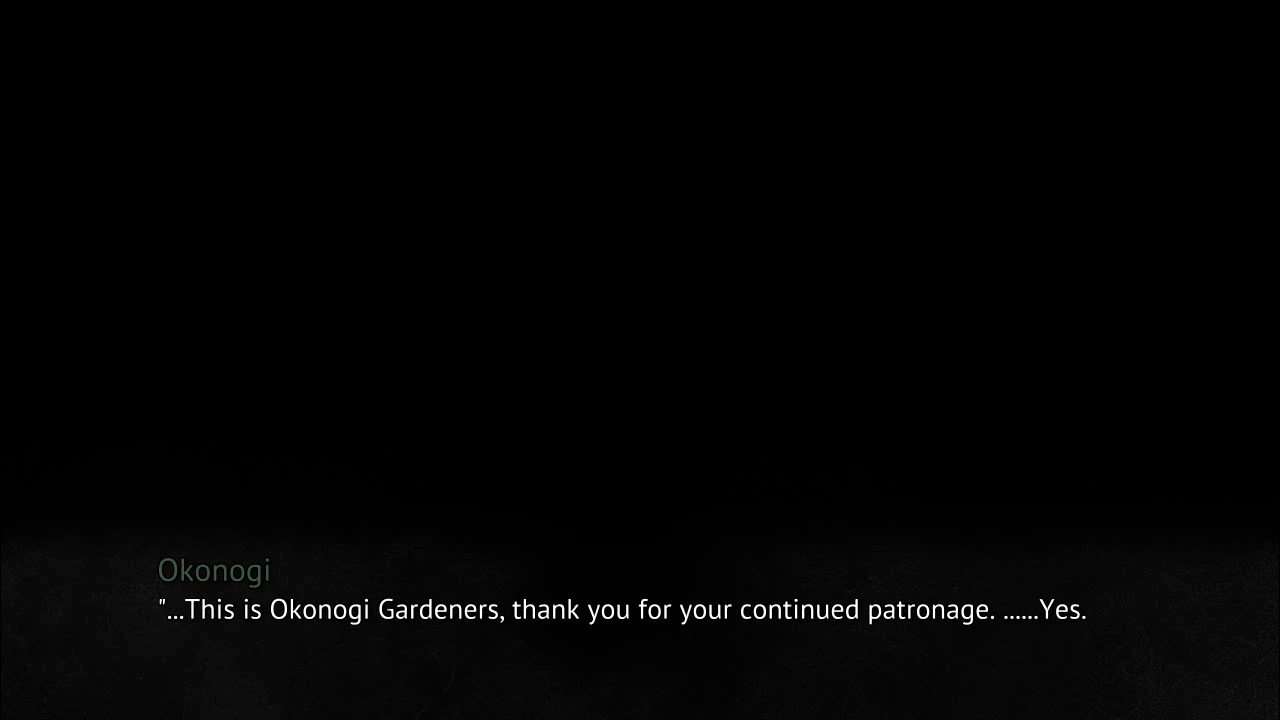 Okonogi
"...This is Okonogi Gardeners, thank you for your continued patronage. ......Yes.